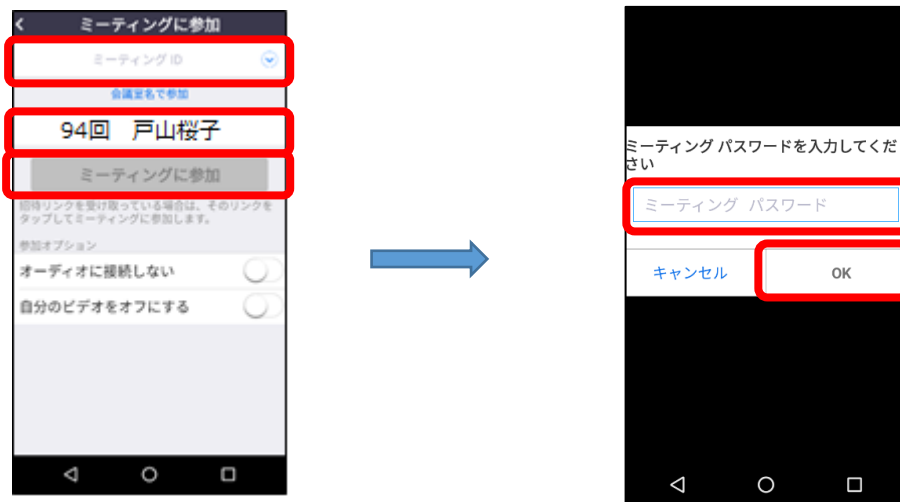 ミーティングに参加
ミーティング ID
会議室名で参加
94回 戸山桜子
ミーティングに参加
招待リンクを受け取っている場合は、そのリンクを
タップしてミーティングに参加します。
参加オプション
オーディオに接続しない
自分のビデオをオフにする
ミーティング パスワードを入力してくだ
さい
ミーティング パスワード
キャンセル
OK